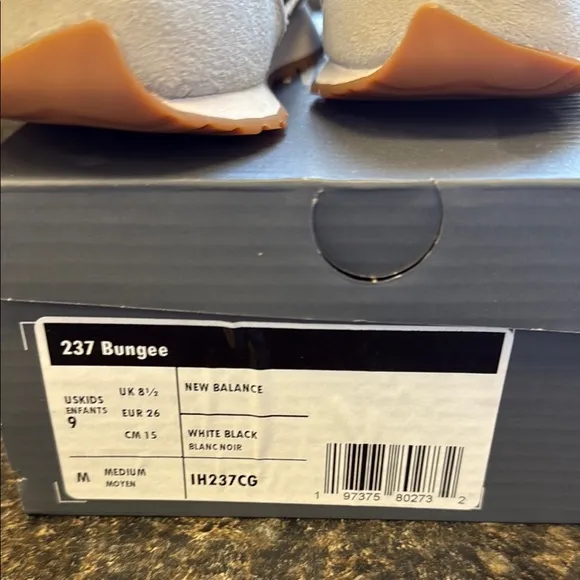 237 Bungee
USKIDS
ENFANTS
9
UK 8½
EUR 26
CM 15
NEW BALANCE
WHITE BLACK
BLANC NOIR
M
MEDIUM
MOYEN
IH237CG
1 97375 80273 2